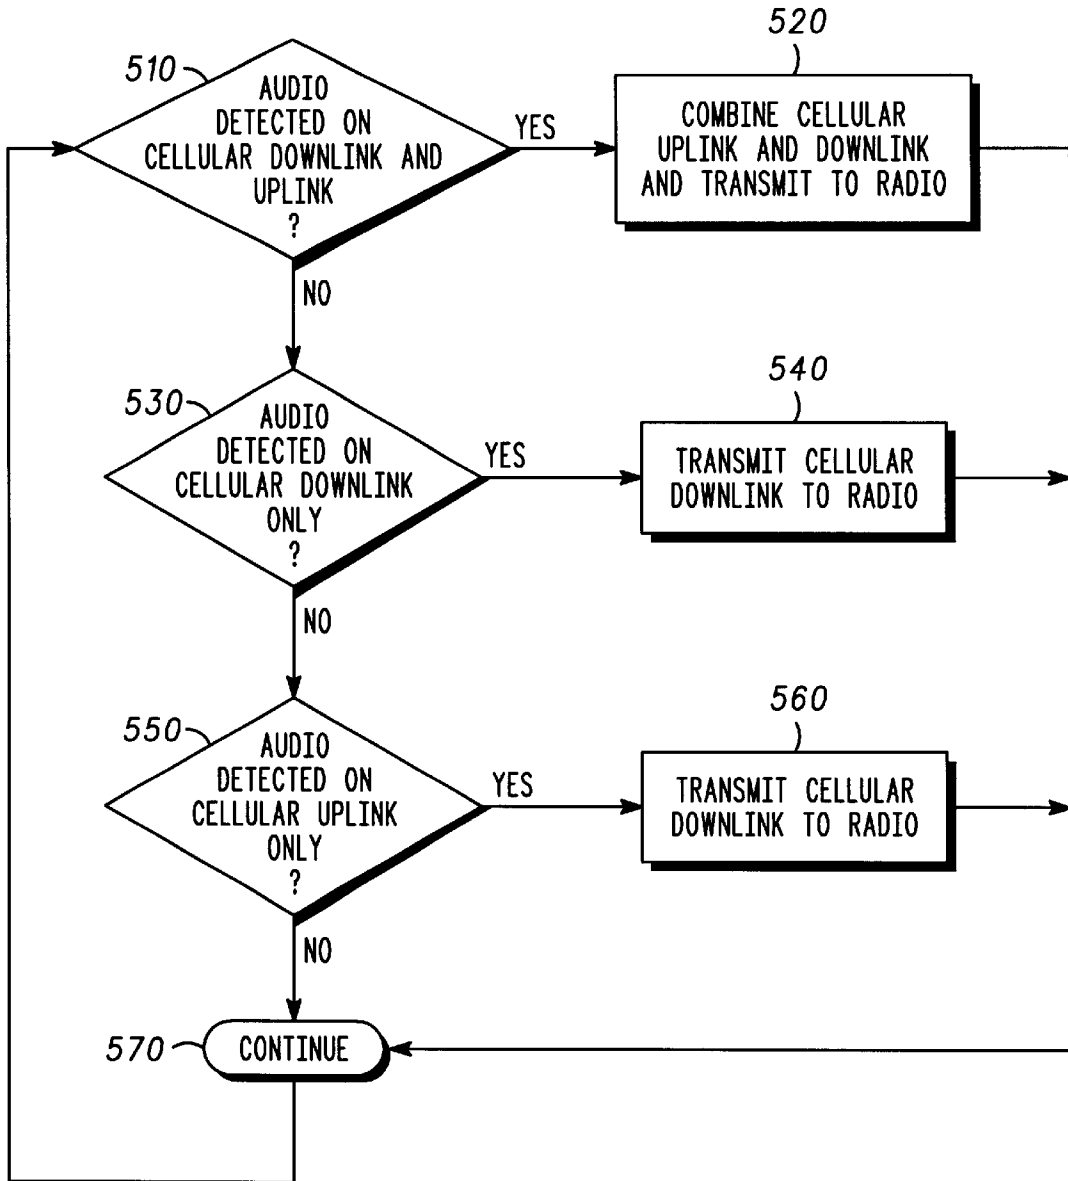 510
AUDIO
DETECTED ON
CELLULAR DOWNLINK AND
UPLINK
?
YES
520
COMBINE CELLULAR
UPLINK AND DOWNLINK
AND TRANSMIT TO RADIO
NO
530
AUDIO
DETECTED ON
CELLULAR DOWNLINK
ONLY
?
YES
540
TRANSMIT CELLULAR
DOWNLINK TO RADIO
NO
550
AUDIO
DETECTED ON
CELLULAR UPLINK
ONLY
?
YES
560
TRANSMIT CELLULAR
DOWNLINK TO RADIO
NO
570
CONTINUE